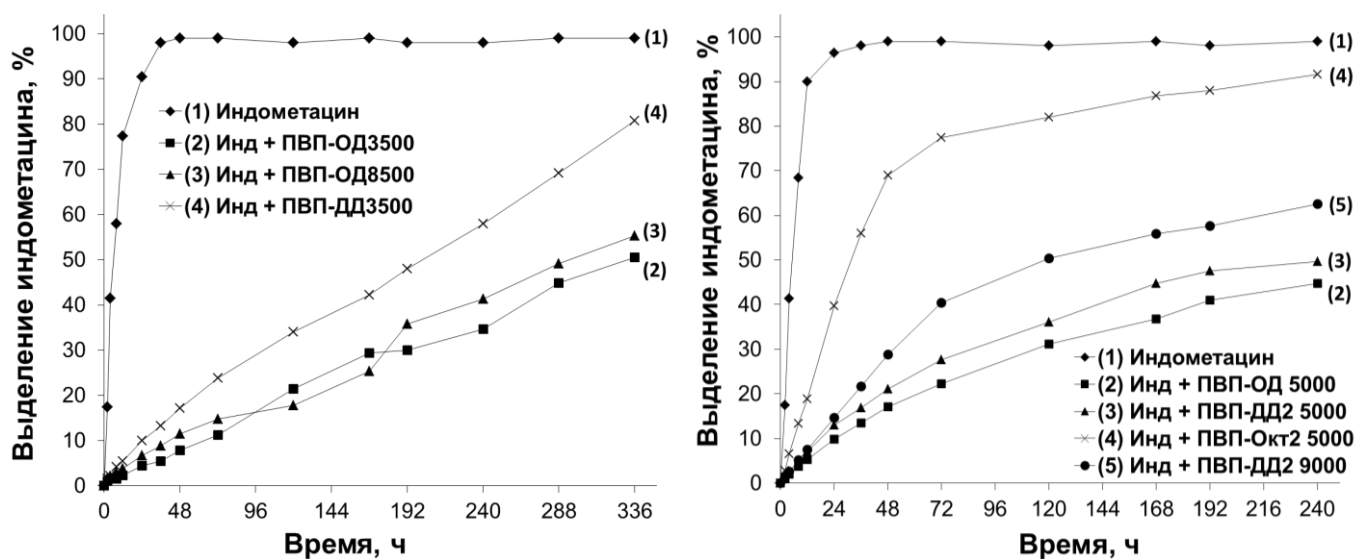 Выделение индометацина, %
100
90
80
70
60
50
40
30
20
10
0
(1)
(1) Индометацин
(2) Инд + ПВП-ОД3500
(3) Инд + ПВП-ОД8500
(4) Инд + ПВП-ДД3500
(4)
(3)
(2)
0 48 96 144 192 240 288 336
Время, ч
Выделение индометацина, %
100
90
80
70
60
50
40
30
20
10
0
(1)
(4)
(5)
(3)
(2)
(1) Индометацин
(2) Инд + ПВП-ОД 5000
(3) Инд + ПВП-ДД2 5000
(4) Инд + ПВП-Окт2 5000
(5) Инд + ПВП-ДД2 9000
0 24 48 72 96 120 144 168 192 216 240
Время, ч